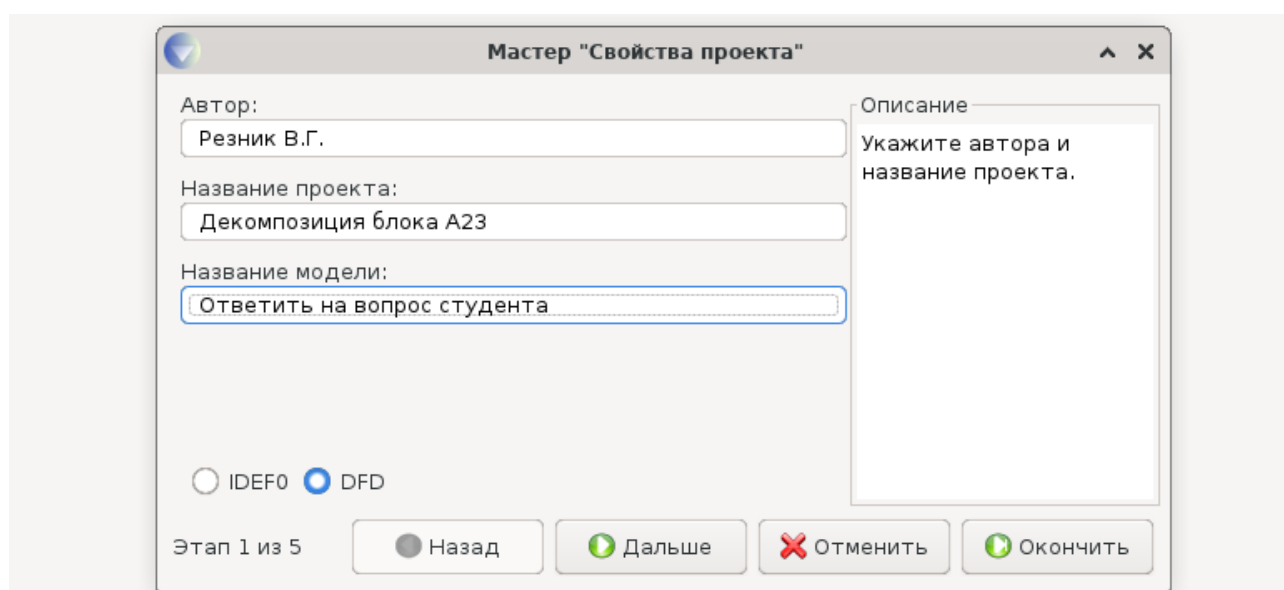 Мастер "Свойства проекта"
Автор:
Резник В.Г.
Название проекта:
Декомпозиция блока А23
Название модели:
Ответить на вопрос студента
IDEF0 DFD
Описание
Укажите автора и
название проекта.
Этап 1 из 5 Назад Дальше Отменить Окончить